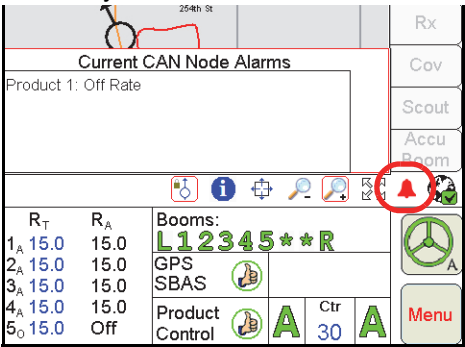 254th St
Rx
Current CAN Node Alarms
Cov
Product 1: Off Rate
Scout
Accu
Boom
i
RT RA
1A 15.0 15.0
2A 15.0 15.0
3A 15.0 15.0
4A 15.0 15.0
5O 15.0 Off
Booms:
L12345**R
GPS
SBAS
Product
Control
A
Ctr
30
A
A
Menu